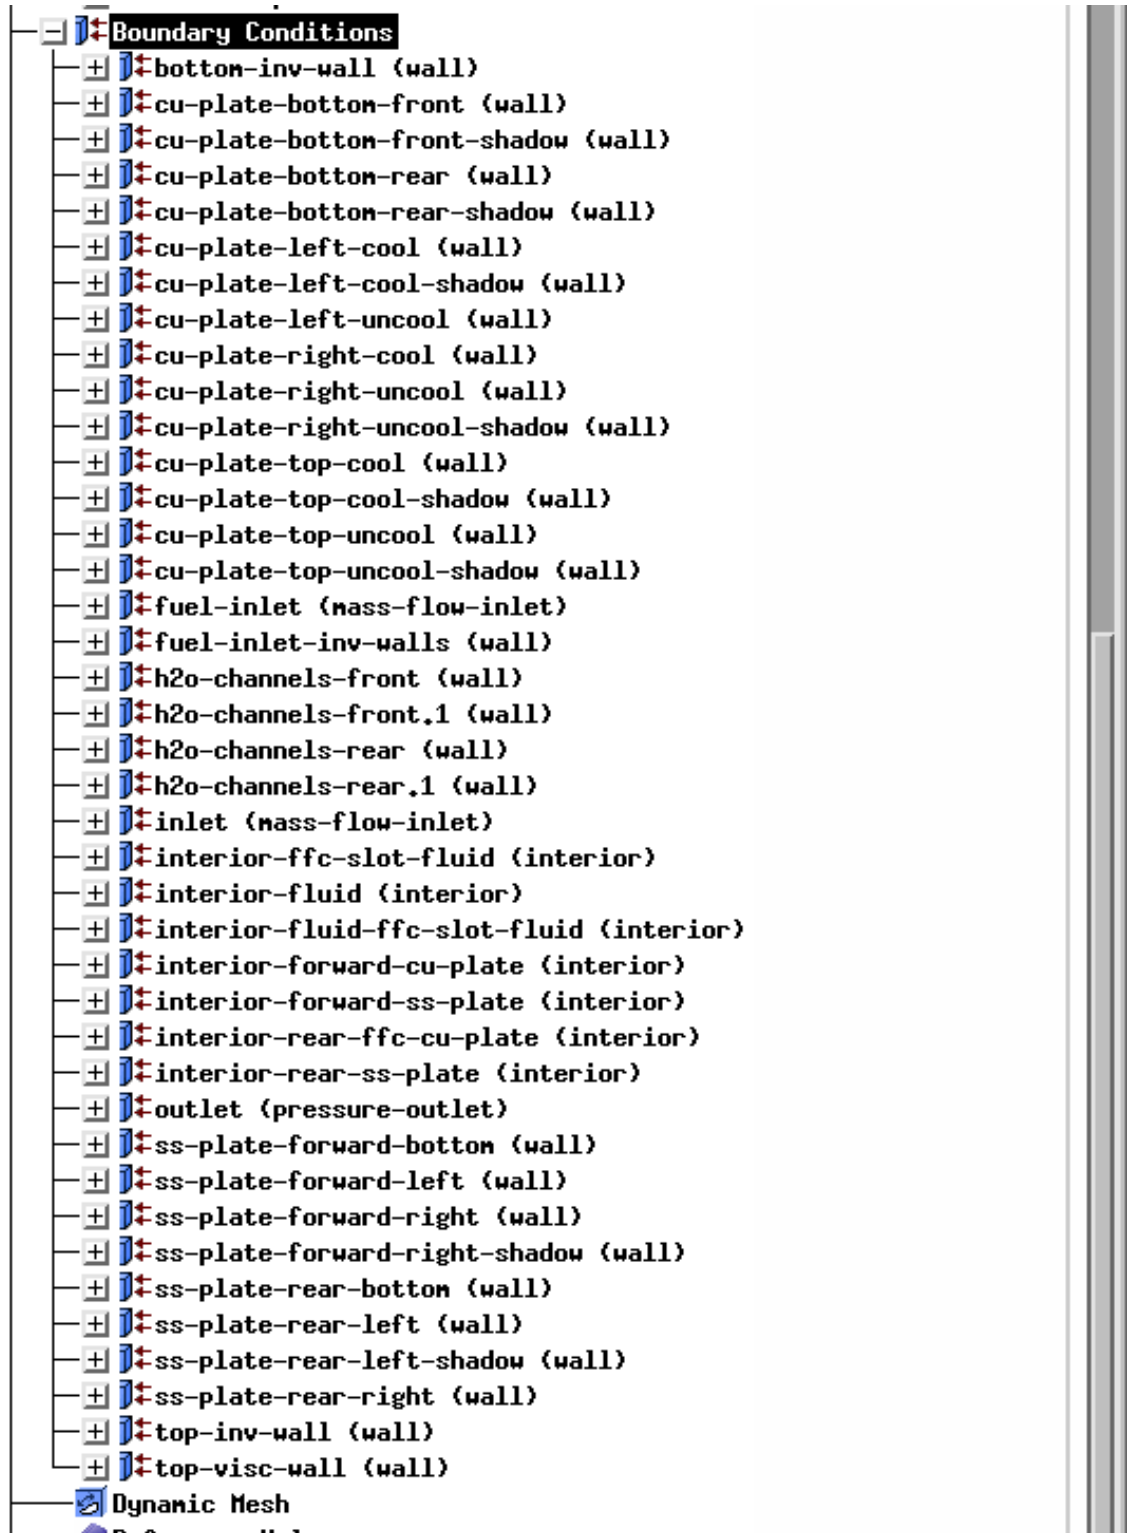 Boundary Conditions
bottom-inv-wall (wall)
cu-plate-bottom-front (wall)
cu-plate-bottom-front-shadow (wall)
cu-plate-bottom-rear (wall)
cu-plate-bottom-rear-shadow (wall)
cu-plate-left-cool (wall)
cu-plate-left-cool-shadow (wall)
cu-plate-left-uncool (wall)
cu-plate-right-cool (wall)
cu-plate-right-uncool (wall)
cu-plate-right-uncool-shadow (wall)
cu-plate-top-cool (wall)
cu-plate-top-cool-shadow (wall)
cu-plate-top-uncool (wall)
cu-plate-top-uncool-shadow (wall)
fuel-inlet (mass-flow-inlet)
fuel-inlet-inv-walls (wall)
h2o-channels-front (wall)
h2o-channels-front.1 (wall)
h2o-channels-rear (wall)
h2o-channels-rear.1 (wall)
inlet (mass-flow-inlet)
interior-ffc-slot-fluid (interior)
interior-fluid (interior)
interior-fluid-ffc-slot-fluid (interior)
interior-forward-cu-plate (interior)
interior-forward-ss-plate (interior)
interior-rear-ffc-cu-plate (interior)
interior-rear-ss-plate (interior)
outlet (pressure-outlet)
ss-plate-forward-bottom (wall)
ss-plate-forward-left (wall)
ss-plate-forward-right (wall)
ss-plate-forward-right-shadow (wall)
ss-plate-rear-bottom (wall)
ss-plate-rear-left (wall)
ss-plate-rear-left-shadow (wall)
ss-plate-rear-right (wall)
top-inv-wall (wall)
top-visc-wall (wall)
Dynamic Mesh